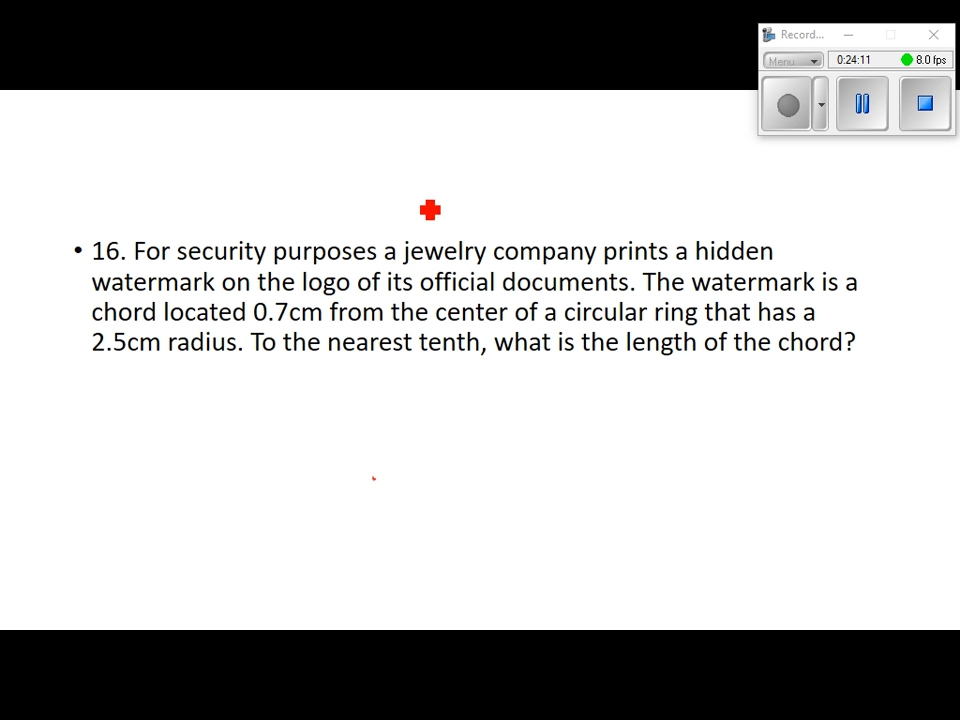 Record...
Menu
0:24:11
8.0 fps
• 16. For security purposes a jewelry company prints a hidden
watermark on the logo of its official documents. The watermark is a
chord located 0.7cm from the center of a circular ring that has a
2.5cm radius. To the nearest tenth, what is the length of the chord?